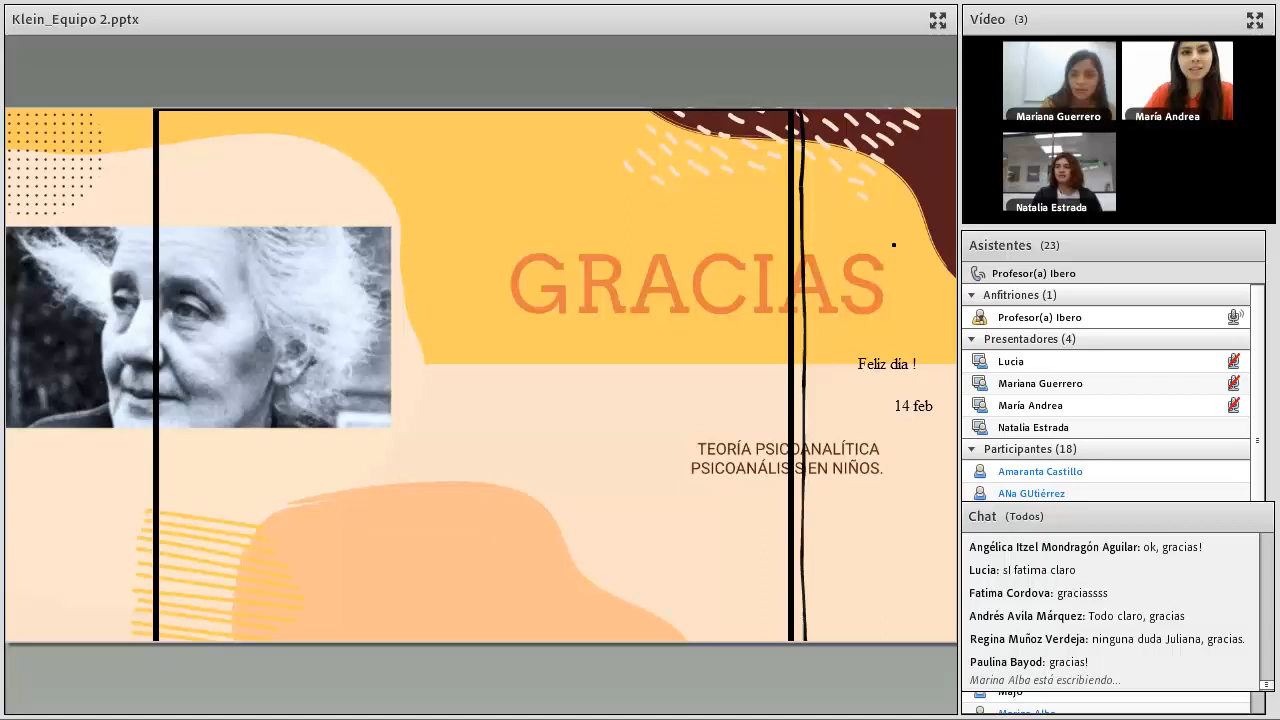 Klein_Equipo 2.pptx
GRACIAS
Feliz día !
14 feb
TEORÍA PSICOANALÍTICA
PSICOANÁLISIS EN NIÑOS.
Vídeo (3)
Mariana Guerrero
María Andrea
Natalia Estrada
Asistentes (23)
Profesor(a) Ibero
Anfitriones (1)
Profesor(a) Ibero
Presentadores (4)
Lucia
Mariana Guerrero
María Andrea
Natalia Estrada
Participantes (18)
Amaranta Castillo
ANa GUtiérrez
Chat (Todos)
Angélica Itzel Mondragón Aguilar: ok, gracias!
Lucia: sI fatima claro
Fatima Cordova: graciassss
Andrés Avila Márquez: Todo claro, gracias
Regina Muñoz Verdeja: ninguna duda Juliana, gracias.
Paulina Bayod: gracias!
Marina Alba está escribiendo...
Majo
Marina Alba